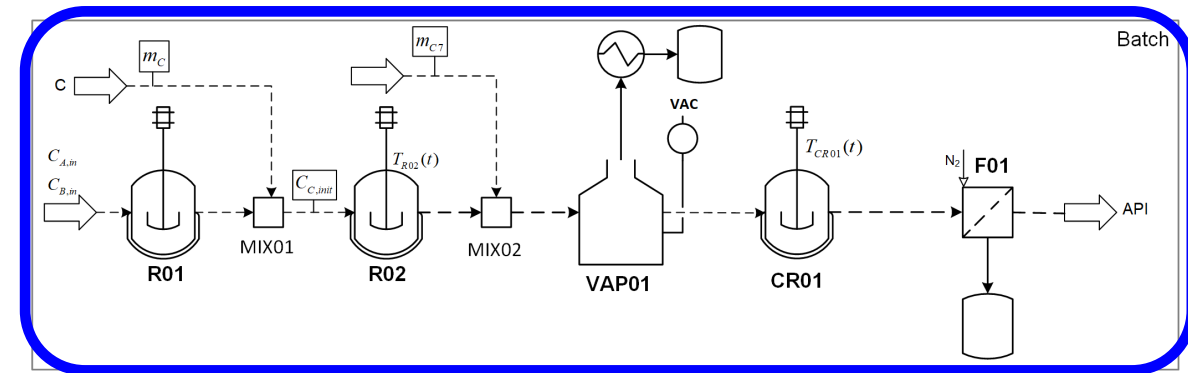 Batch
m_C
m_C7
C
VAC
C_A,in
C_B,in
T_R02(t)
C_C,init
T_CR01(t)
N2
F01
API
MIX01
MIX02
R01
R02
VAP01
CR01